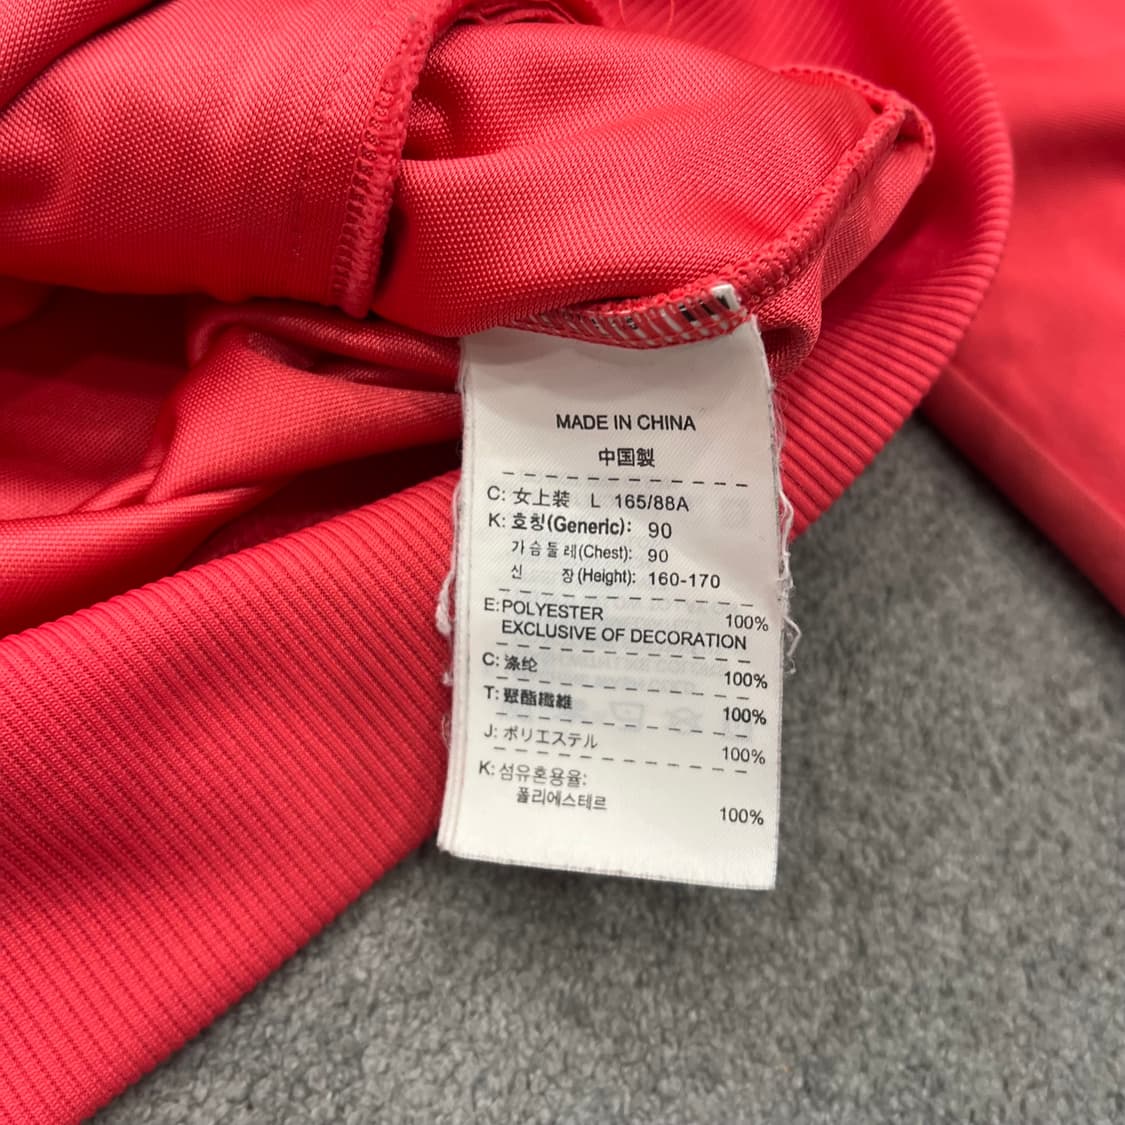 MADE IN CHINA
中国製
C: 女上装 L 165/88A
K: 호칭(Generic): 90
가슴둘레(Chest): 90
신 장(Height): 160-170
E: POLYESTER 100%
EXCLUSIVE OF DECORATION
C: 涤纶 100%
T: 聚酯纖維 100%
J: ポリエステル 100%
K: 섬유혼용율:
폴리에스테르 100%